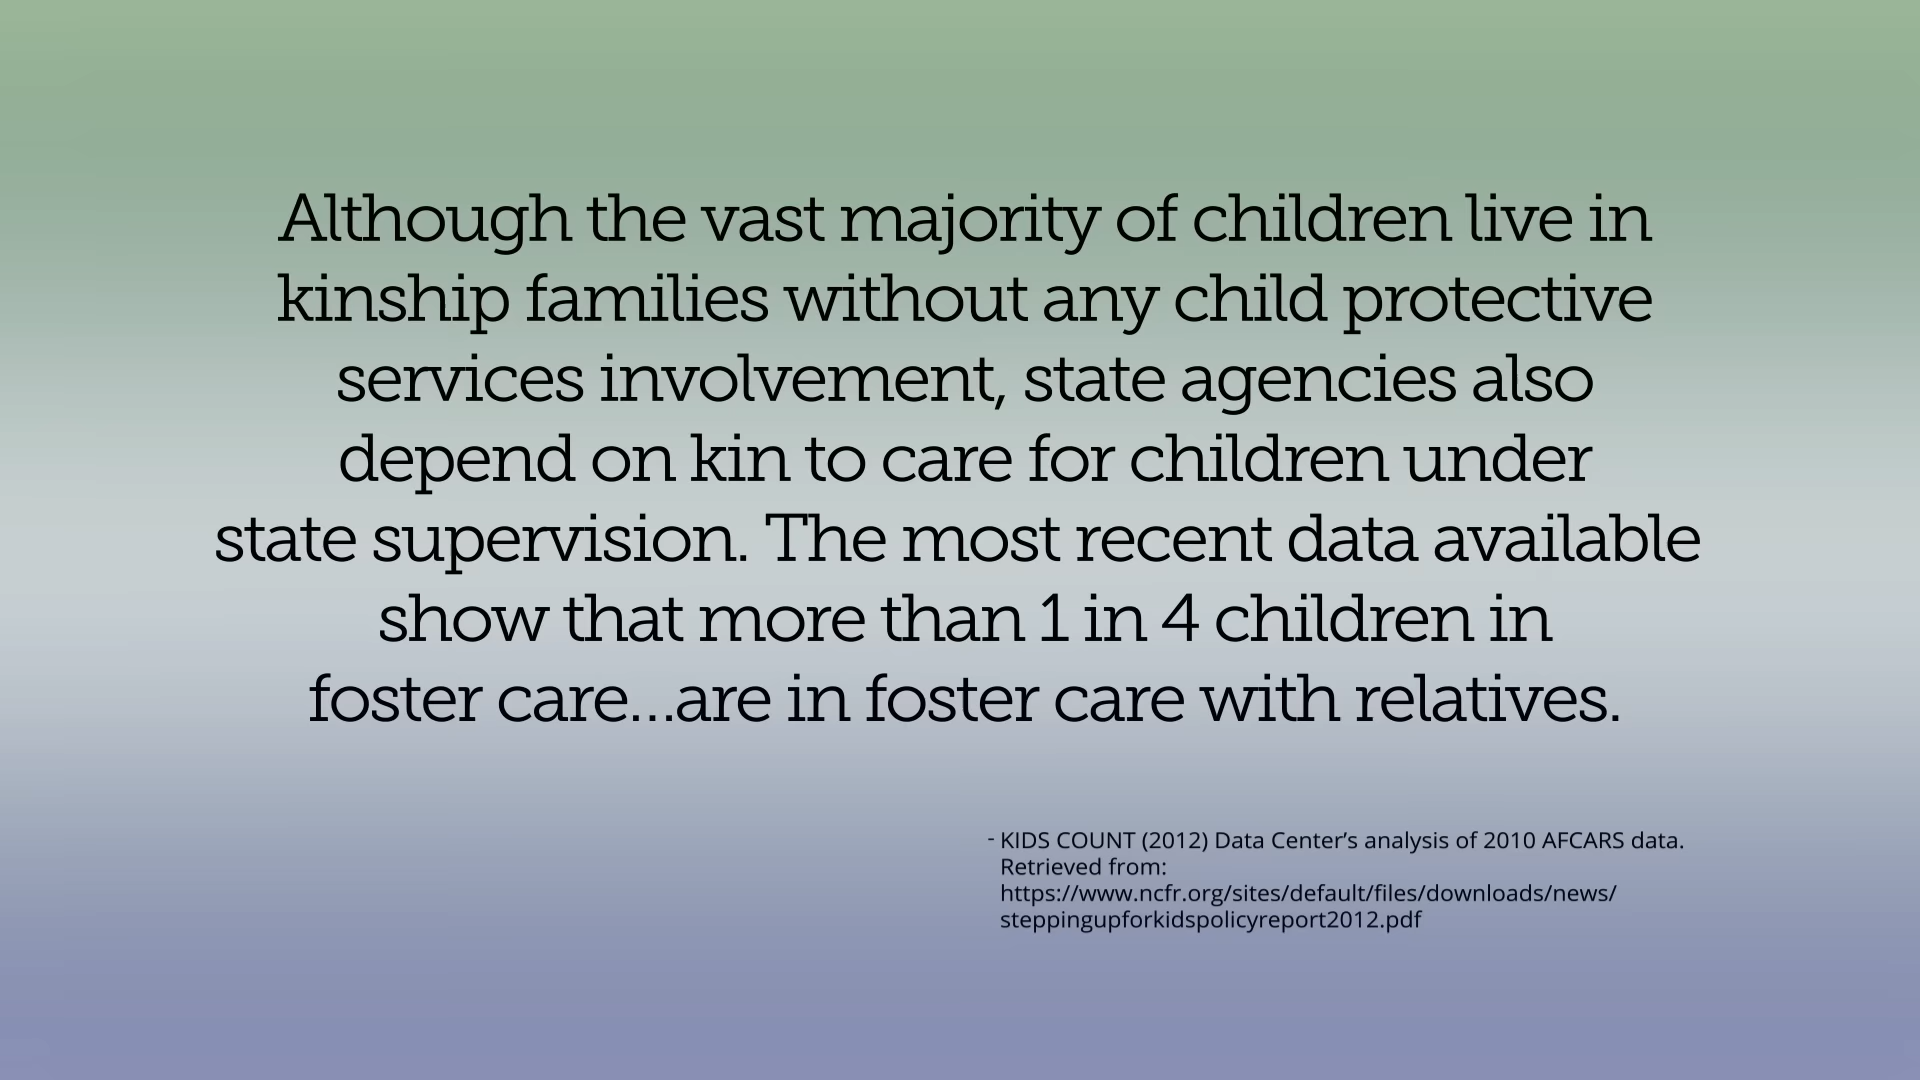 Although the vast majority of children live in
kinship families without any child protective
services involvement, state agencies also
depend on kin to care for children under
state supervision. The most recent data available
show that more than 1 in 4 children in
foster care...are in foster care with relatives.
- KIDS COUNT (2012) Data Center’s analysis of 2010 AFCARS data.
Retrieved from:
https://www.ncfr.org/sites/default/files/downloads/news/
steppingupforkidspolicyreport2012.pdf